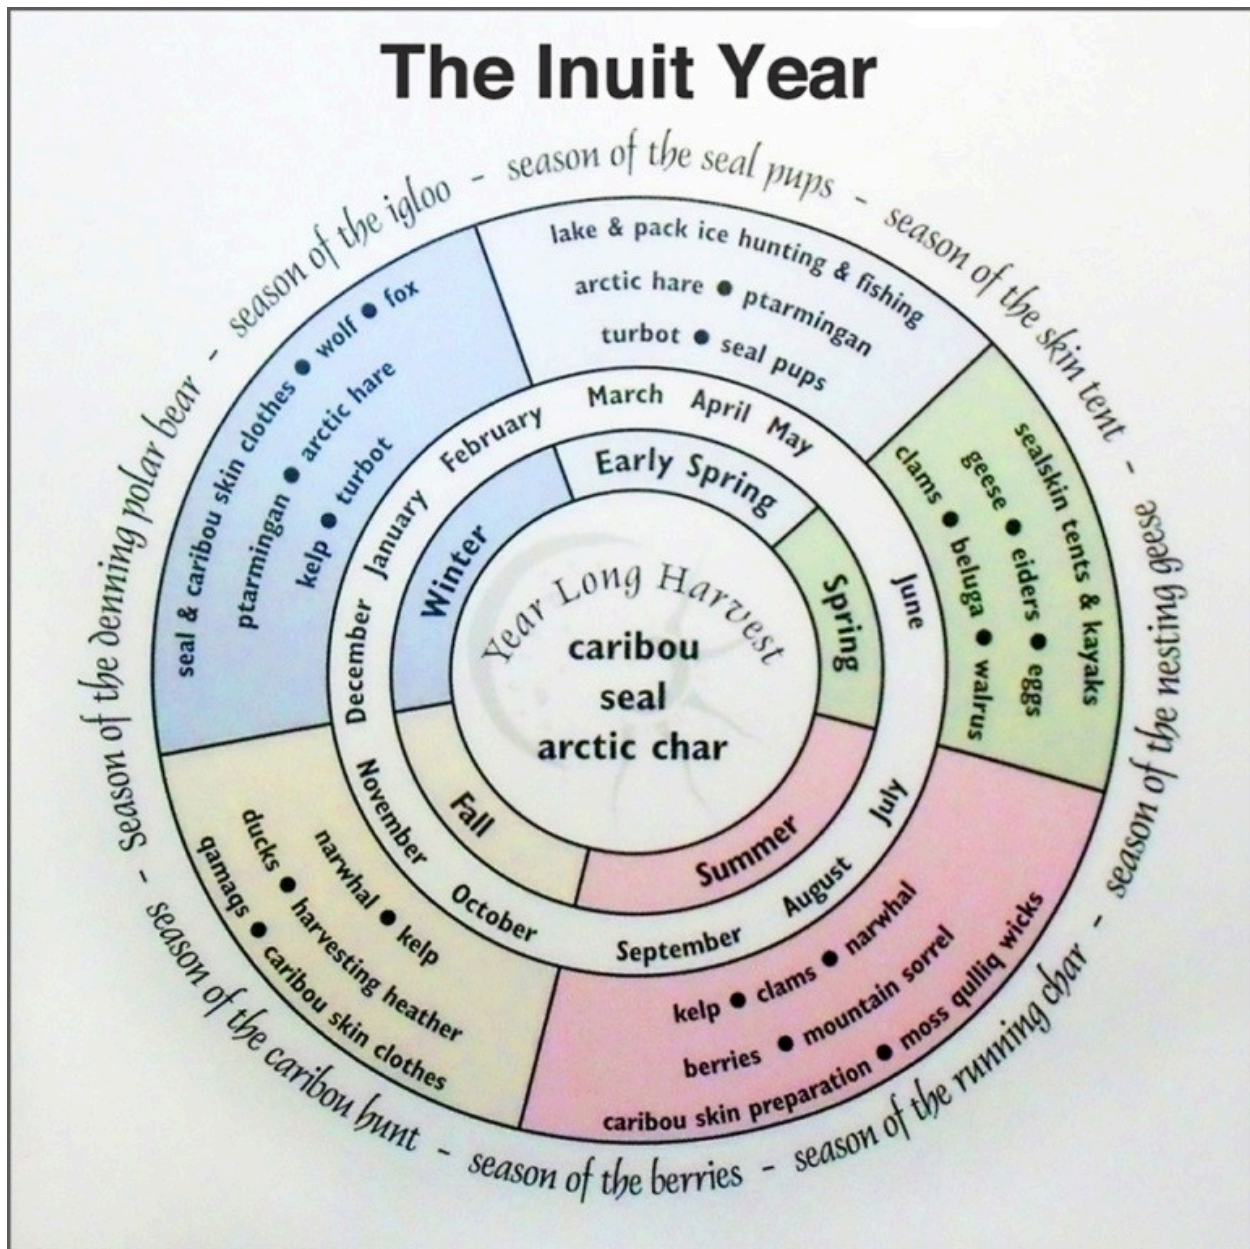 The Inuit Year
season of the seal pups - season of the skin tent - season of the nesting geese - season of the running char - season of the berries - season of the caribou hunt - season of the denning polar bear - season of the igloo -
lake & pack ice hunting & fishing
arctic hare ● ptarmingan
turbot ● seal pups
sealskin tents & kayaks
geese ● eiders ● eggs
clams ● beluga ● walrus
kelp ● clams ● narwhal
berries ● mountain sorrel
caribou skin preparation ● moss qulliq wicks
narwhal ● kelp
ducks ● harvesting heather
qamaqs ● caribou skin clothes
seal & caribou skin clothes ● wolf ● fox
ptarmingan ● arctic hare
kelp ● turbot
January February March April May June July August September October November December
Early Spring
Spring
Summer
Fall
Winter
Year Long Harvest
caribou
seal
arctic char